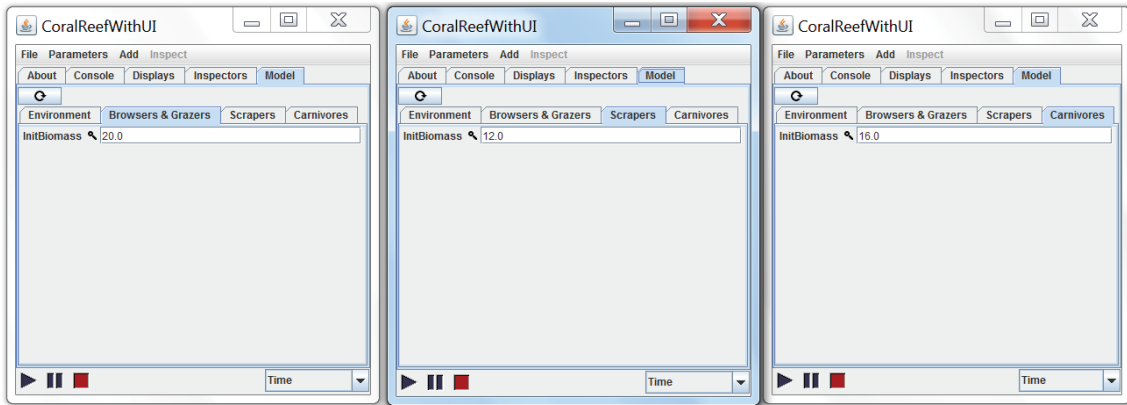 CoralReefWithUI
File Parameters Add Inspect
About Console Displays Inspectors Model
Environment Browsers & Grazers Scrapers Carnivores
InitBiomass 20.0
Time
CoralReefWithUI
File Parameters Add Inspect
About Console Displays Inspectors Model
Environment Browsers & Grazers Scrapers Carnivores
InitBiomass 12.0
Time
CoralReefWithUI
File Parameters Add Inspect
About Console Displays Inspectors Model
Environment Browsers & Grazers Scrapers Carnivores
InitBiomass 16.0
Time